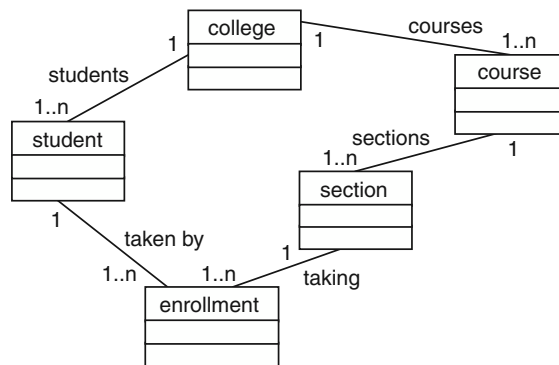 college
courses
1
1
1..n
students
course
1..n
student
sections
1..n
1
section
1
taken by
1
1..n
1..n
taking
enrollment